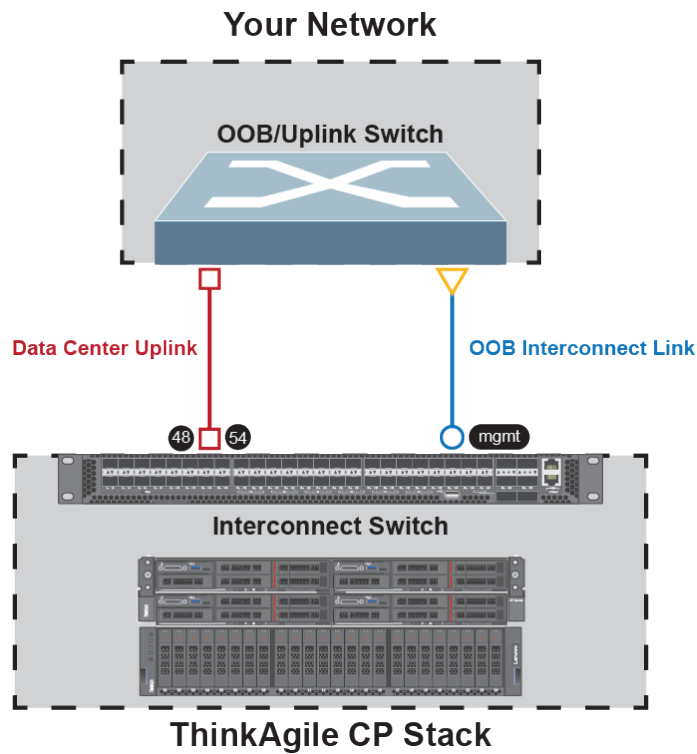 Your Network
OOB/Uplink Switch
Data Center Uplink
OOB Interconnect Link
48
54
mgmt
Interconnect Switch
Lenovo
ThinkAgile CP Stack